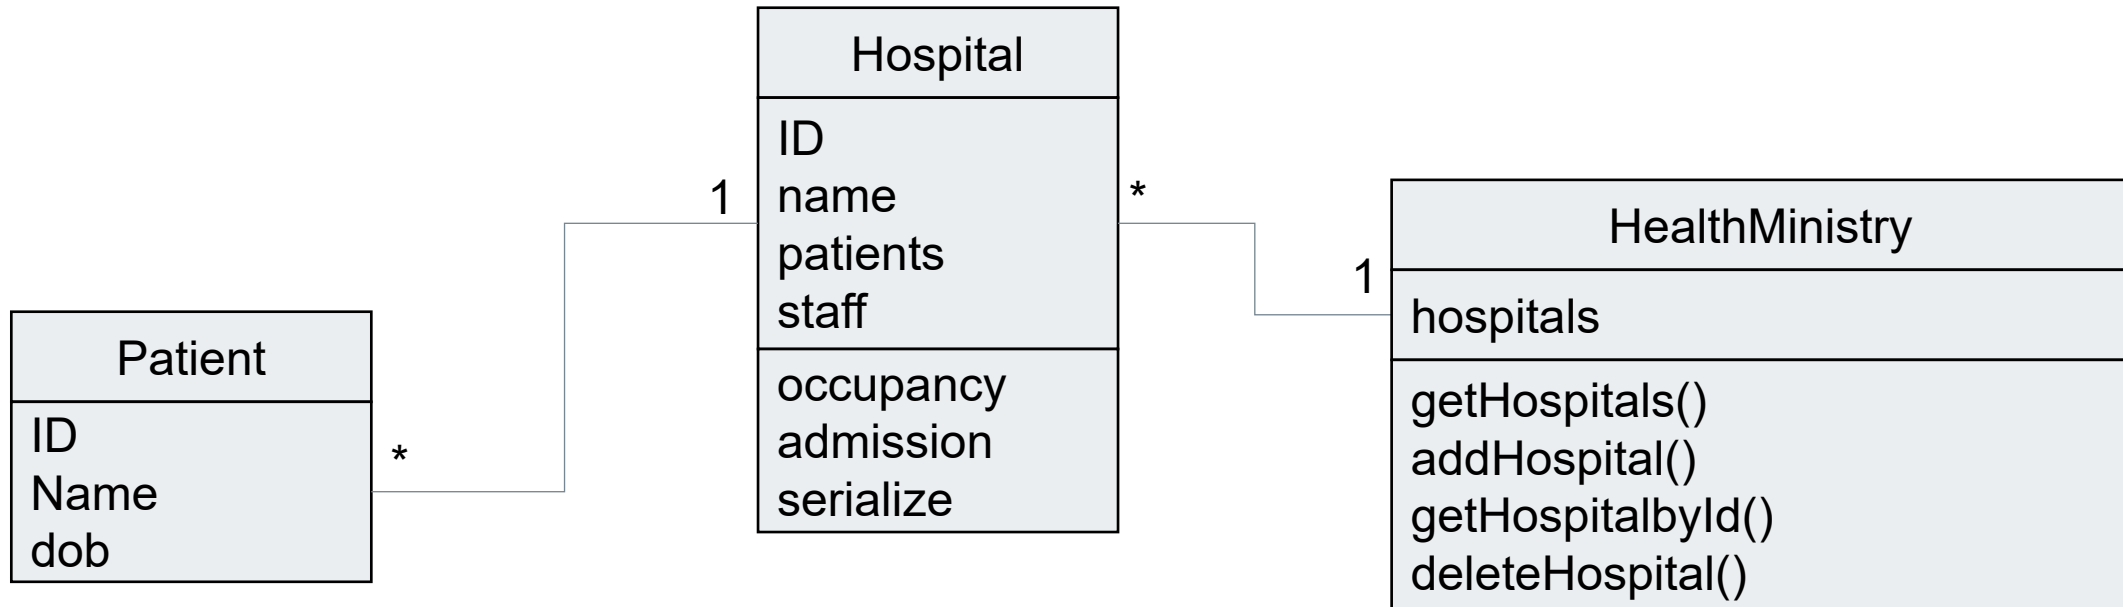 Patient
ID
Name
dob
*
1
Hospital
ID
name
patients
staff
occupancy
admission
serialize
*
1
HealthMinistry
hospitals
getHospitals()
addHospital()
getHospitalbyId()
deleteHospital()